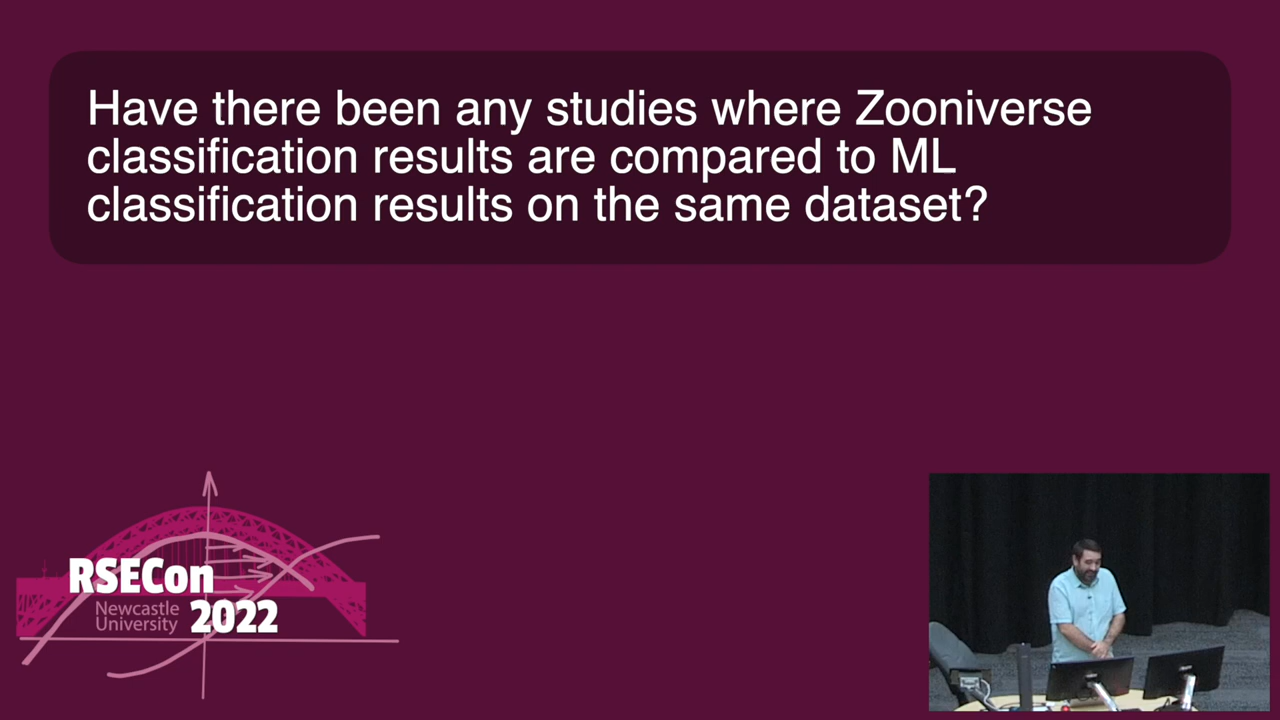 Have there been any studies where Zooniverse
classification results are compared to ML
classification results on the same dataset?
RSECon
Newcastle
University 2022